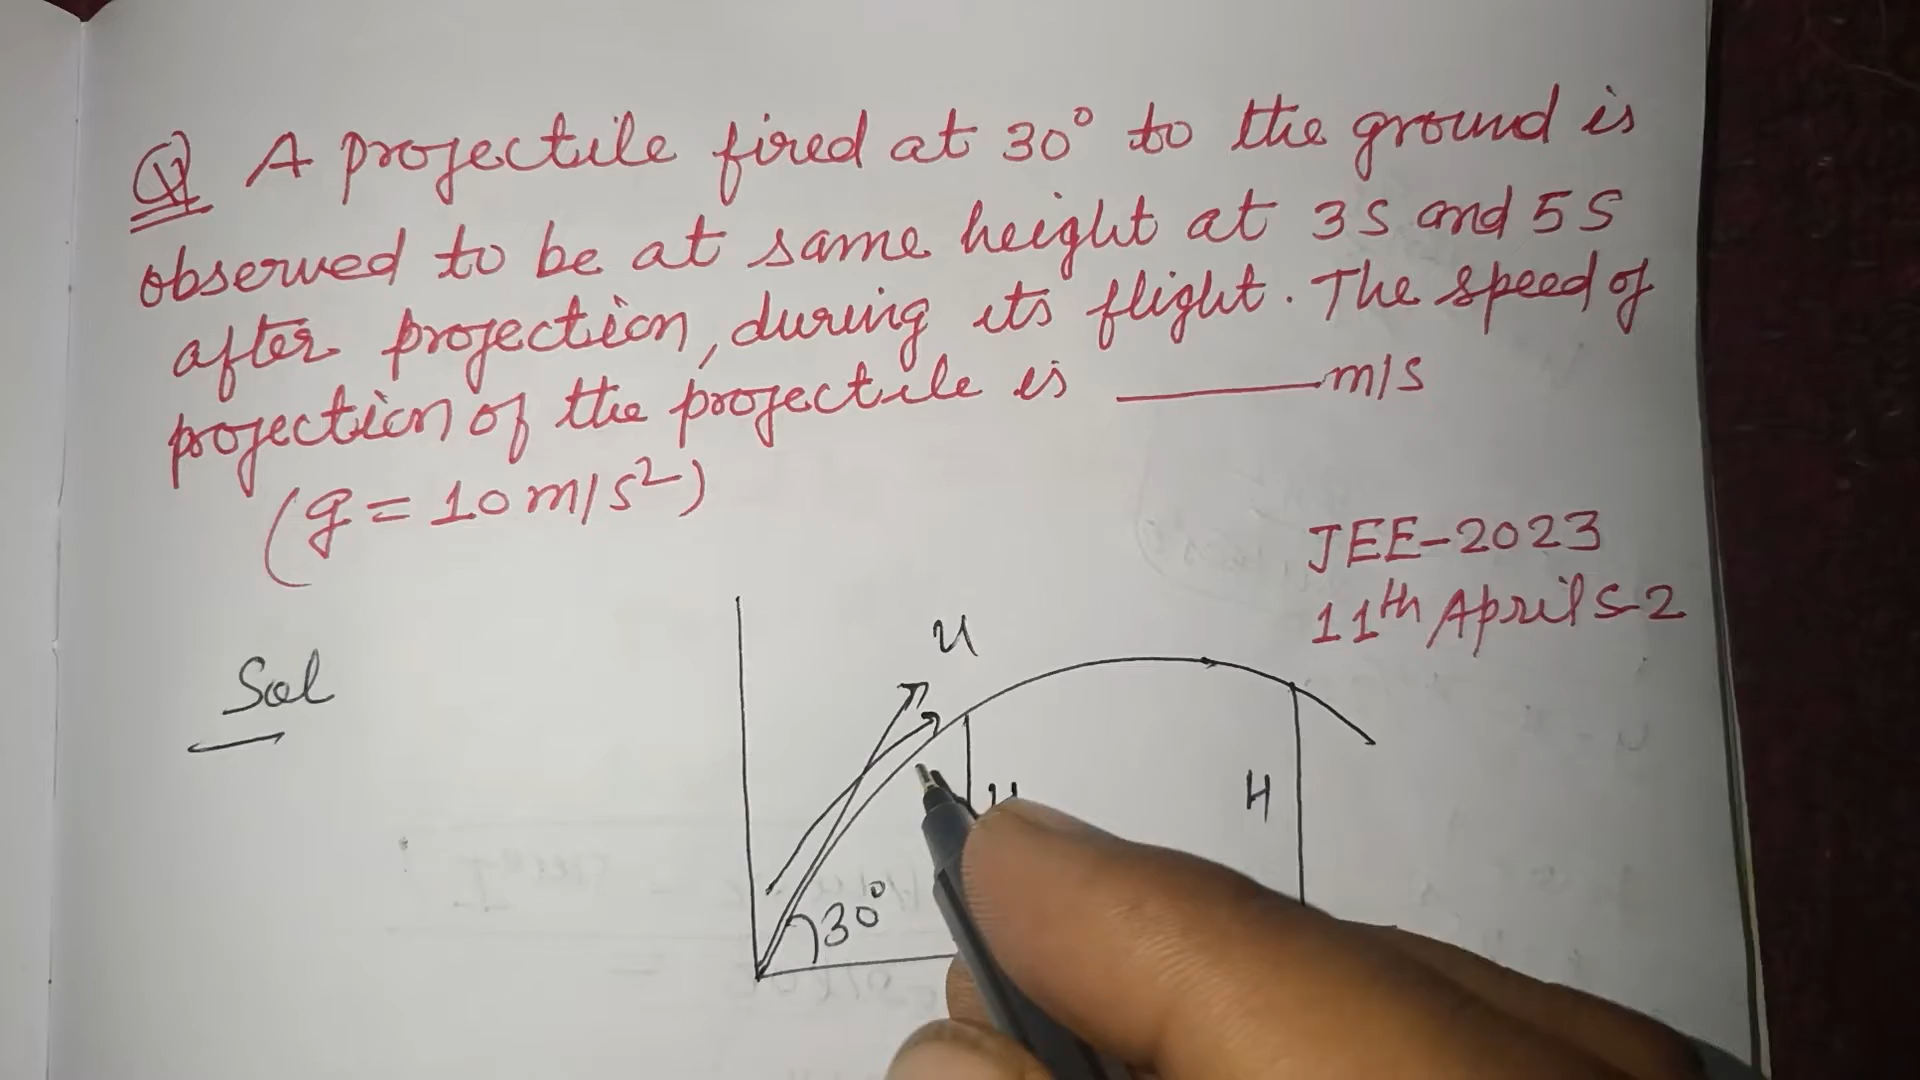 Q A projectile fired at 30° to the ground is
observed to be at same height at 3S and 5S
after projection, during its flight. The speed of
projection of the projectile is ______ m/s
(g = 10 m/s²)
JEE-2023
11th April S-2
Sol
U
H
30°